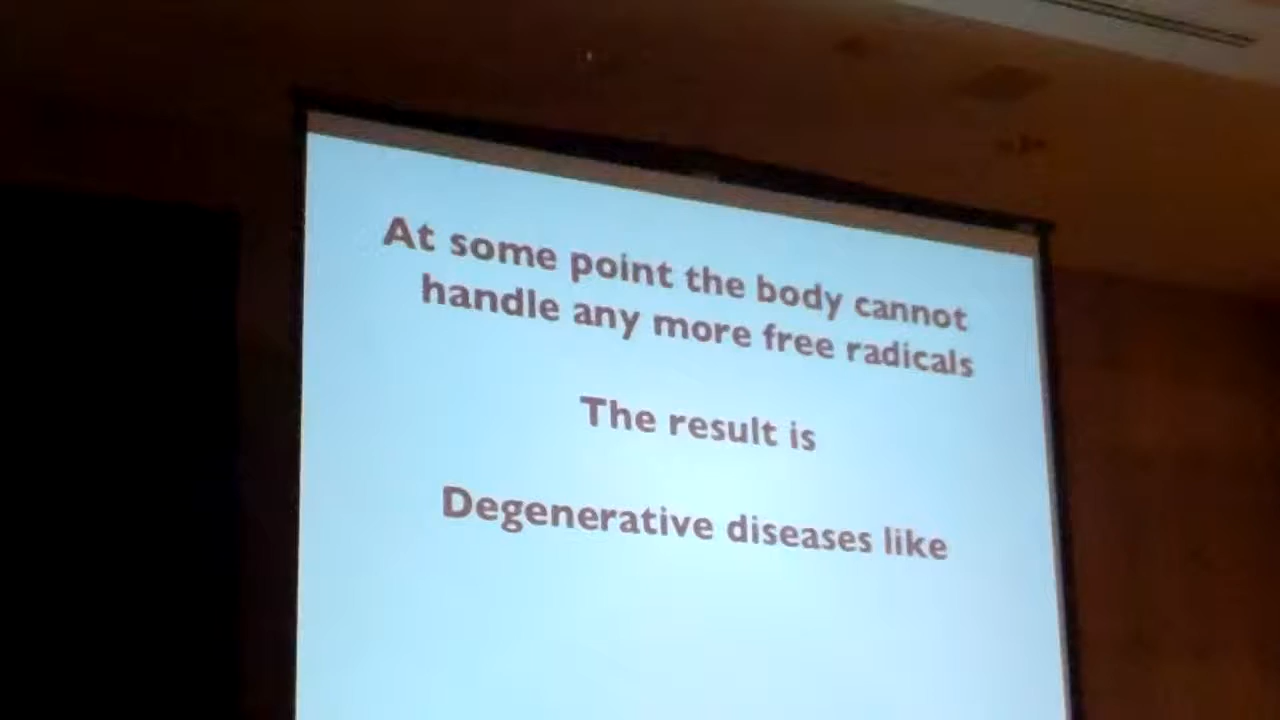 At some point the body cannot
handle any more free radicals
The result is
Degenerative diseases like